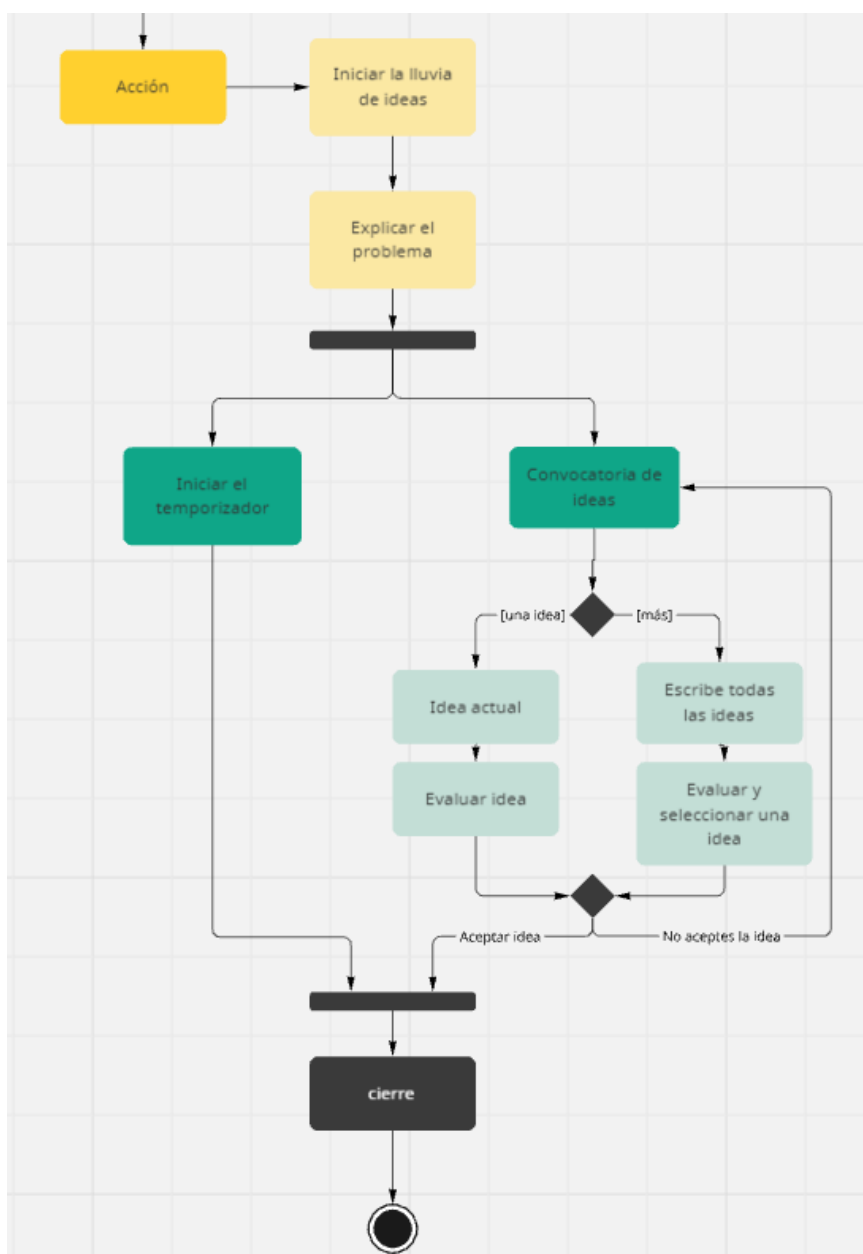 Acción
Iniciar la lluvia
de ideas
Explicar el
problema
Iniciar el
temporizador
Convocatoria de
ideas
[una idea]
[más]
Idea actual
Escribe todas
las ideas
Evaluar idea
Evaluar y
seleccionar una
idea
Aceptar idea
No aceptes la idea
cierre